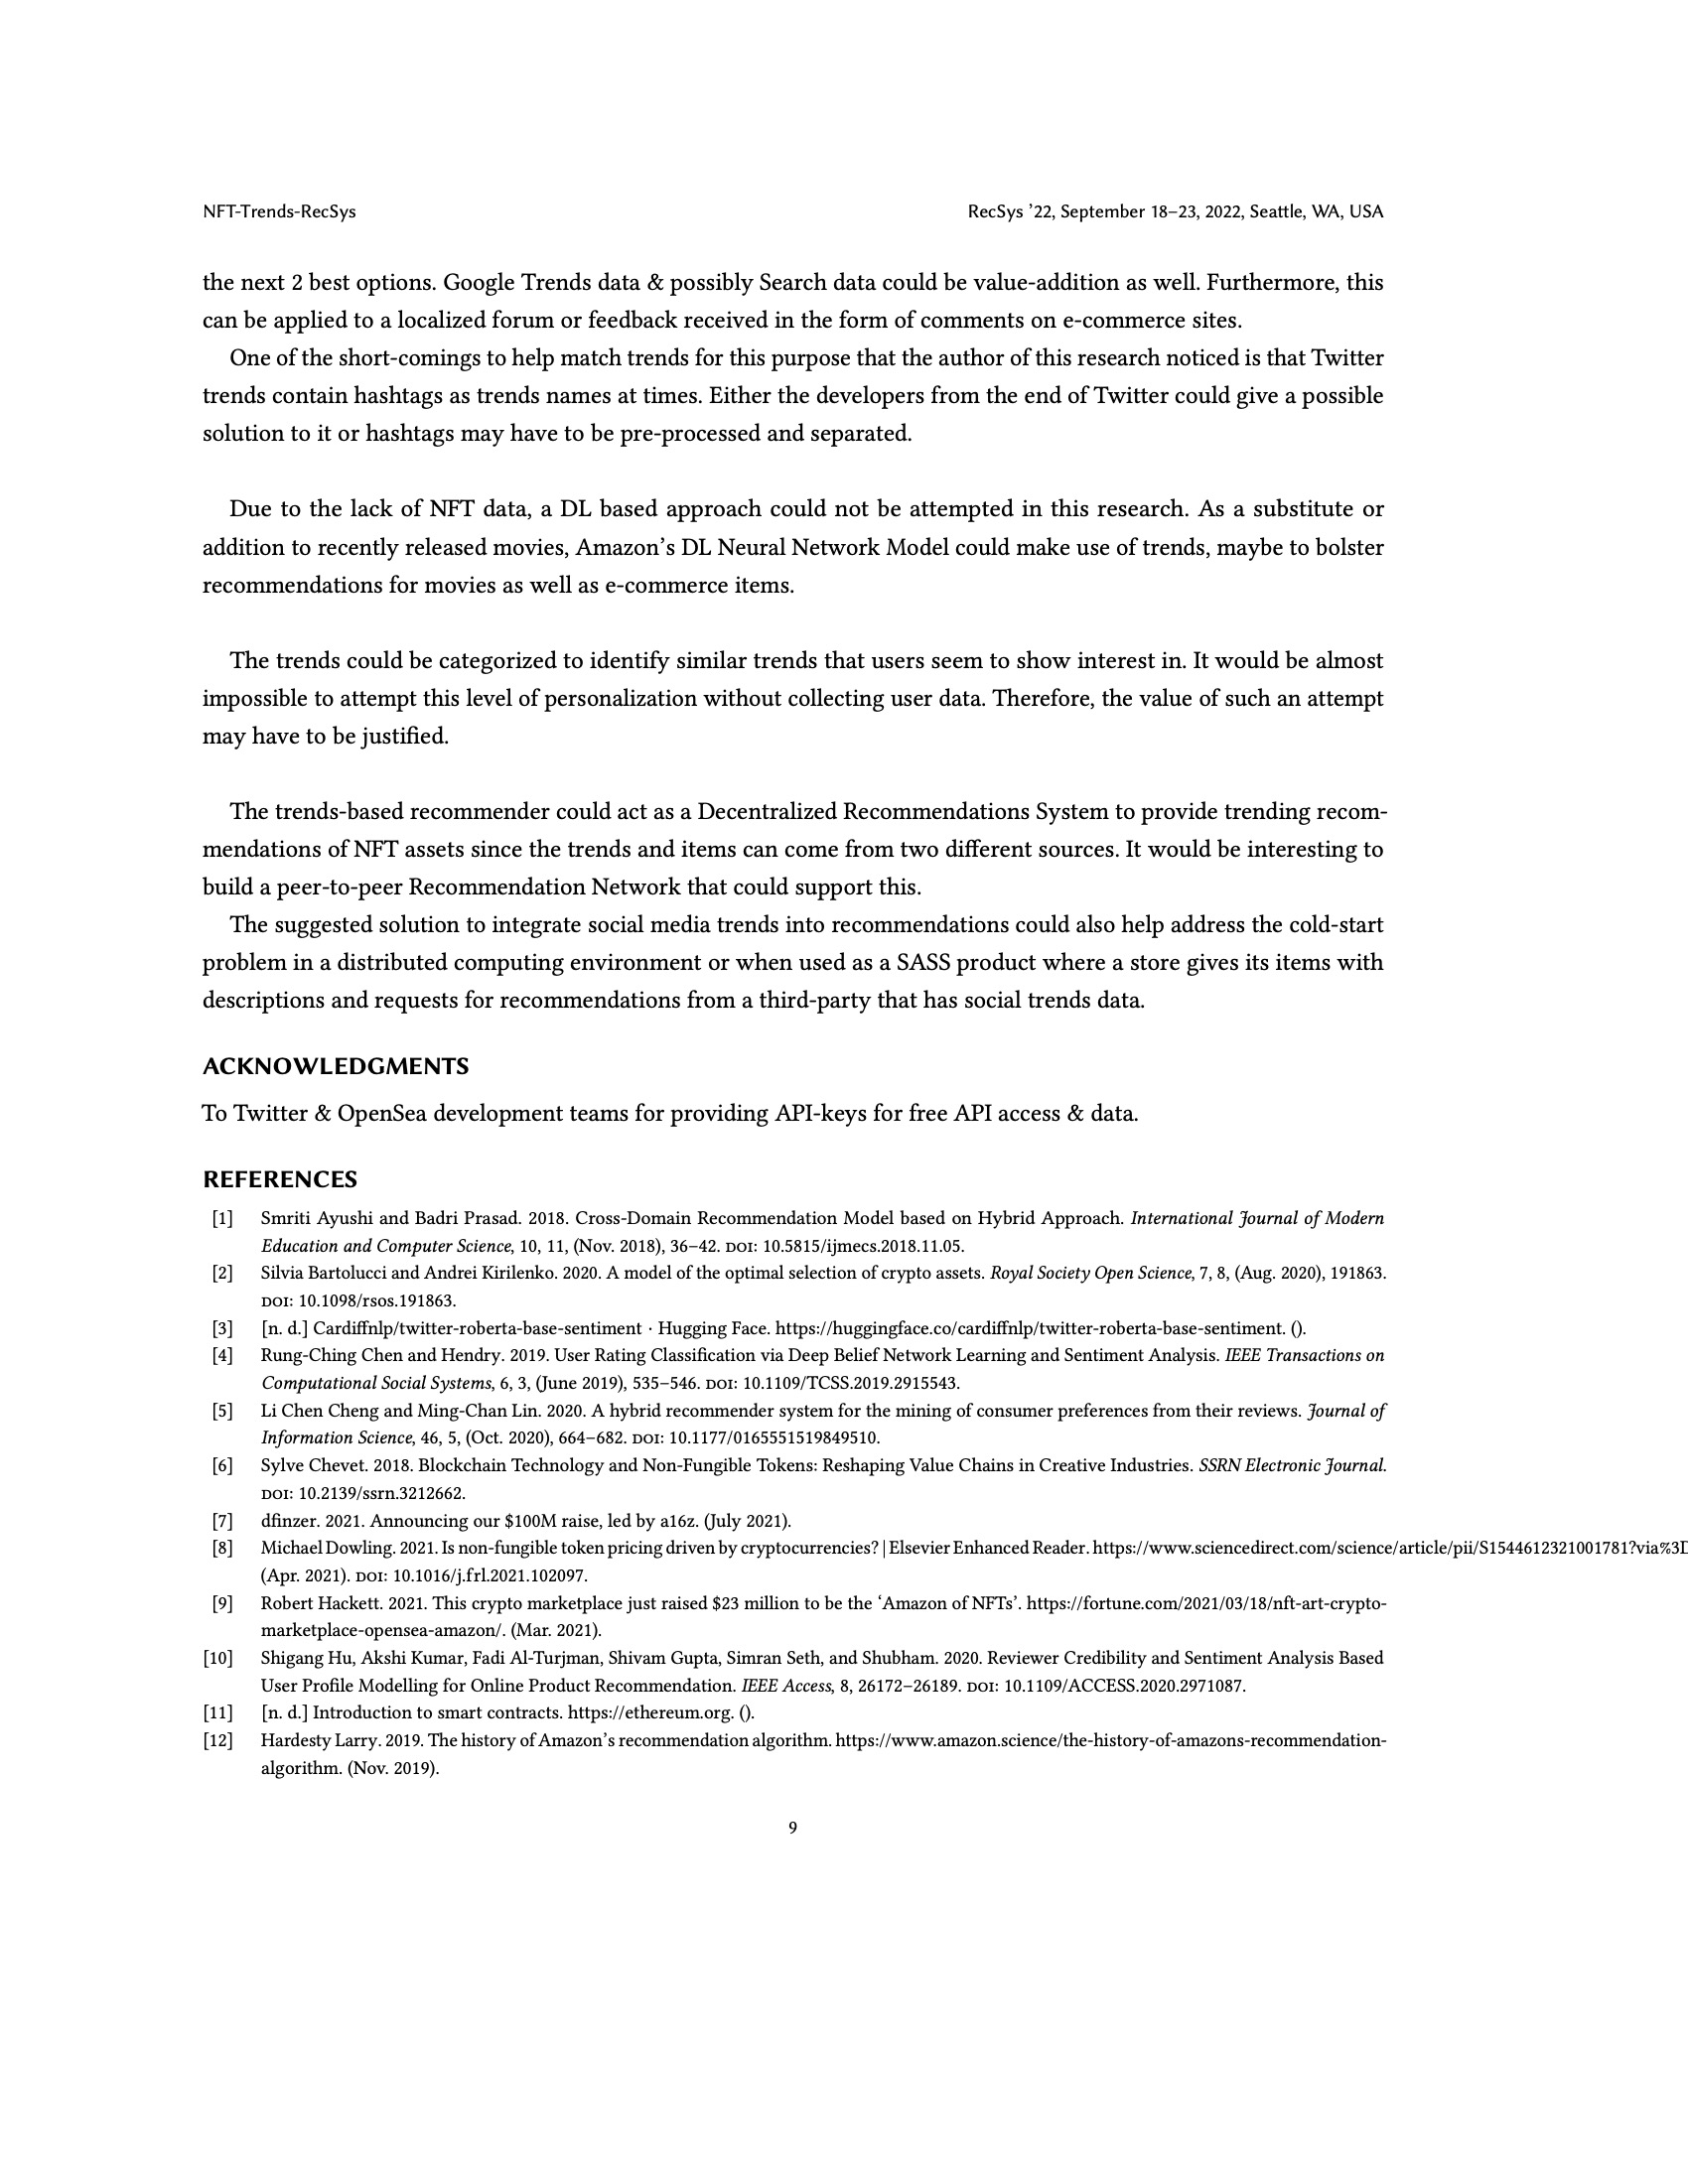 NFT-Trends-RecSys
RecSys ’22, September 18–23, 2022, Seattle, WA, USA
the next 2 best options. Google Trends data & possibly Search data could be value-addition as well. Furthermore, this
can be applied to a localized forum or feedback received in the form of comments on e-commerce sites.
One of the short-comings to help match trends for this purpose that the author of this research noticed is that Twitter
trends contain hashtags as trends names at times. Either the developers from the end of Twitter could give a possible
solution to it or hashtags may have to be pre-processed and separated.
Due to the lack of NFT data, a DL based approach could not be attempted in this research. As a substitute or
addition to recently released movies, Amazon’s DL Neural Network Model could make use of trends, maybe to bolster
recommendations for movies as well as e-commerce items.
The trends could be categorized to identify similar trends that users seem to show interest in. It would be almost
impossible to attempt this level of personalization without collecting user data. Therefore, the value of such an attempt
may have to be justified.
The trends-based recommender could act as a Decentralized Recommendations System to provide trending recom-
mendations of NFT assets since the trends and items can come from two different sources. It would be interesting to
build a peer-to-peer Recommendation Network that could support this.
The suggested solution to integrate social media trends into recommendations could also help address the cold-start
problem in a distributed computing environment or when used as a SASS product where a store gives its items with
descriptions and requests for recommendations from a third-party that has social trends data.
ACKNOWLEDGMENTS
To Twitter & OpenSea development teams for providing API-keys for free API access & data.
REFERENCES
[1] Smriti Ayushi and Badri Prasad. 2018. Cross-Domain Recommendation Model based on Hybrid Approach. International Journal of Modern
Education and Computer Science, 10, 11, (Nov. 2018), 36–42. DOI: 10.5815/ijmecs.2018.11.05.
[2] Silvia Bartolucci and Andrei Kirilenko. 2020. A model of the optimal selection of crypto assets. Royal Society Open Science, 7, 8, (Aug. 2020), 191863.
DOI: 10.1098/rsos.191863.
[3] [n. d.] Cardiffnlp/twitter-roberta-base-sentiment · Hugging Face. https://huggingface.co/cardiffnlp/twitter-roberta-base-sentiment. ().
[4] Rung-Ching Chen and Hendry. 2019. User Rating Classification via Deep Belief Network Learning and Sentiment Analysis. IEEE Transactions on
Computational Social Systems, 6, 3, (June 2019), 535–546. DOI: 10.1109/TCSS.2019.2915543.
[5] Li Chen Cheng and Ming-Chan Lin. 2020. A hybrid recommender system for the mining of consumer preferences from their reviews. Journal of
Information Science, 46, 5, (Oct. 2020), 664–682. DOI: 10.1177/0165551519849510.
[6] Sylve Chevet. 2018. Blockchain Technology and Non-Fungible Tokens: Reshaping Value Chains in Creative Industries. SSRN Electronic Journal.
DOI: 10.2139/ssrn.3212662.
[7] dfinzer. 2021. Announcing our $100M raise, led by a16z. (July 2021).
[8] Michael Dowling. 2021. Is non-fungible token pricing driven by cryptocurrencies? | Elsevier Enhanced Reader. https://www.sciencedirect.com/science/article/pii/S1544612321001781?via%3D
(Apr. 2021). DOI: 10.1016/j.frl.2021.102097.
[9] Robert Hackett. 2021. This crypto marketplace just raised $23 million to be the ‘Amazon of NFTs’. https://fortune.com/2021/03/18/nft-art-crypto-
marketplace-opensea-amazon/. (Mar. 2021).
[10] Shigang Hu, Akshi Kumar, Fadi Al-Turjman, Shivam Gupta, Simran Seth, and Shubham. 2020. Reviewer Credibility and Sentiment Analysis Based
User Profile Modelling for Online Product Recommendation. IEEE Access, 8, 26172–26189. DOI: 10.1109/ACCESS.2020.2971087.
[11] [n. d.] Introduction to smart contracts. https://ethereum.org. ().
[12] Hardesty Larry. 2019. The history of Amazon’s recommendation algorithm. https://www.amazon.science/the-history-of-amazons-recommendation-
algorithm. (Nov. 2019).
9